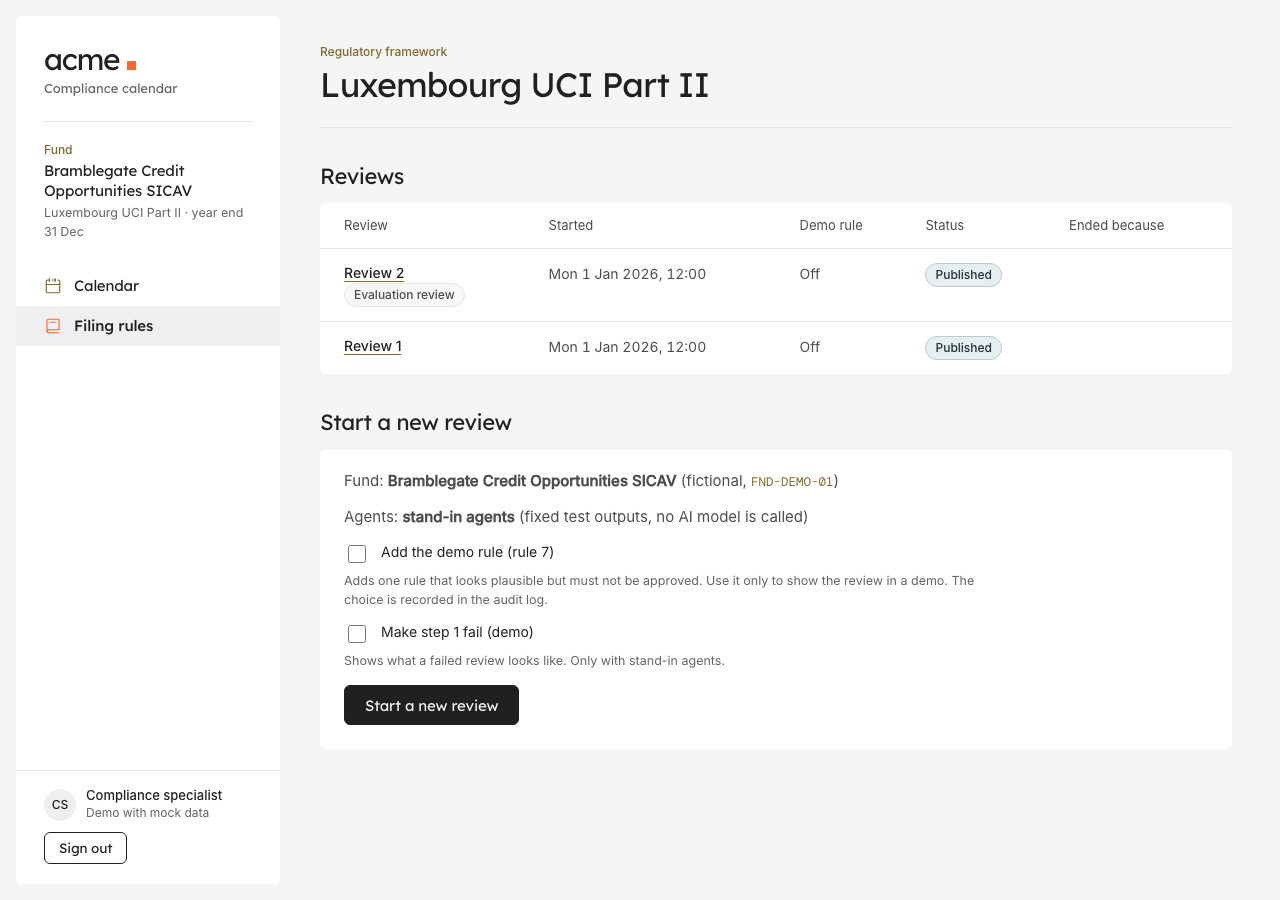 acme
Compliance calendar
Fund
Bramblegate Credit
Opportunities SICAV
Luxembourg UCI Part II · year end
31 Dec
Calendar
Filing rules
CS
Compliance specialist
Demo with mock data
Sign out
Regulatory framework
Luxembourg UCI Part II
Reviews
Review Started Demo rule Status Ended because
Review 2 Mon 1 Jan 2026, 12:00 Off Published
Evaluation review
Review 1 Mon 1 Jan 2026, 12:00 Off Published
Start a new review
Fund: Bramblegate Credit Opportunities SICAV (fictional, FND-DEMO-01)
Agents: stand-in agents (fixed test outputs, no AI model is called)
Add the demo rule (rule 7)
Adds one rule that looks plausible but must not be approved. Use it only to show the review in a demo. The
choice is recorded in the audit log.
Make step 1 fail (demo)
Shows what a failed review looks like. Only with stand-in agents.
Start a new review